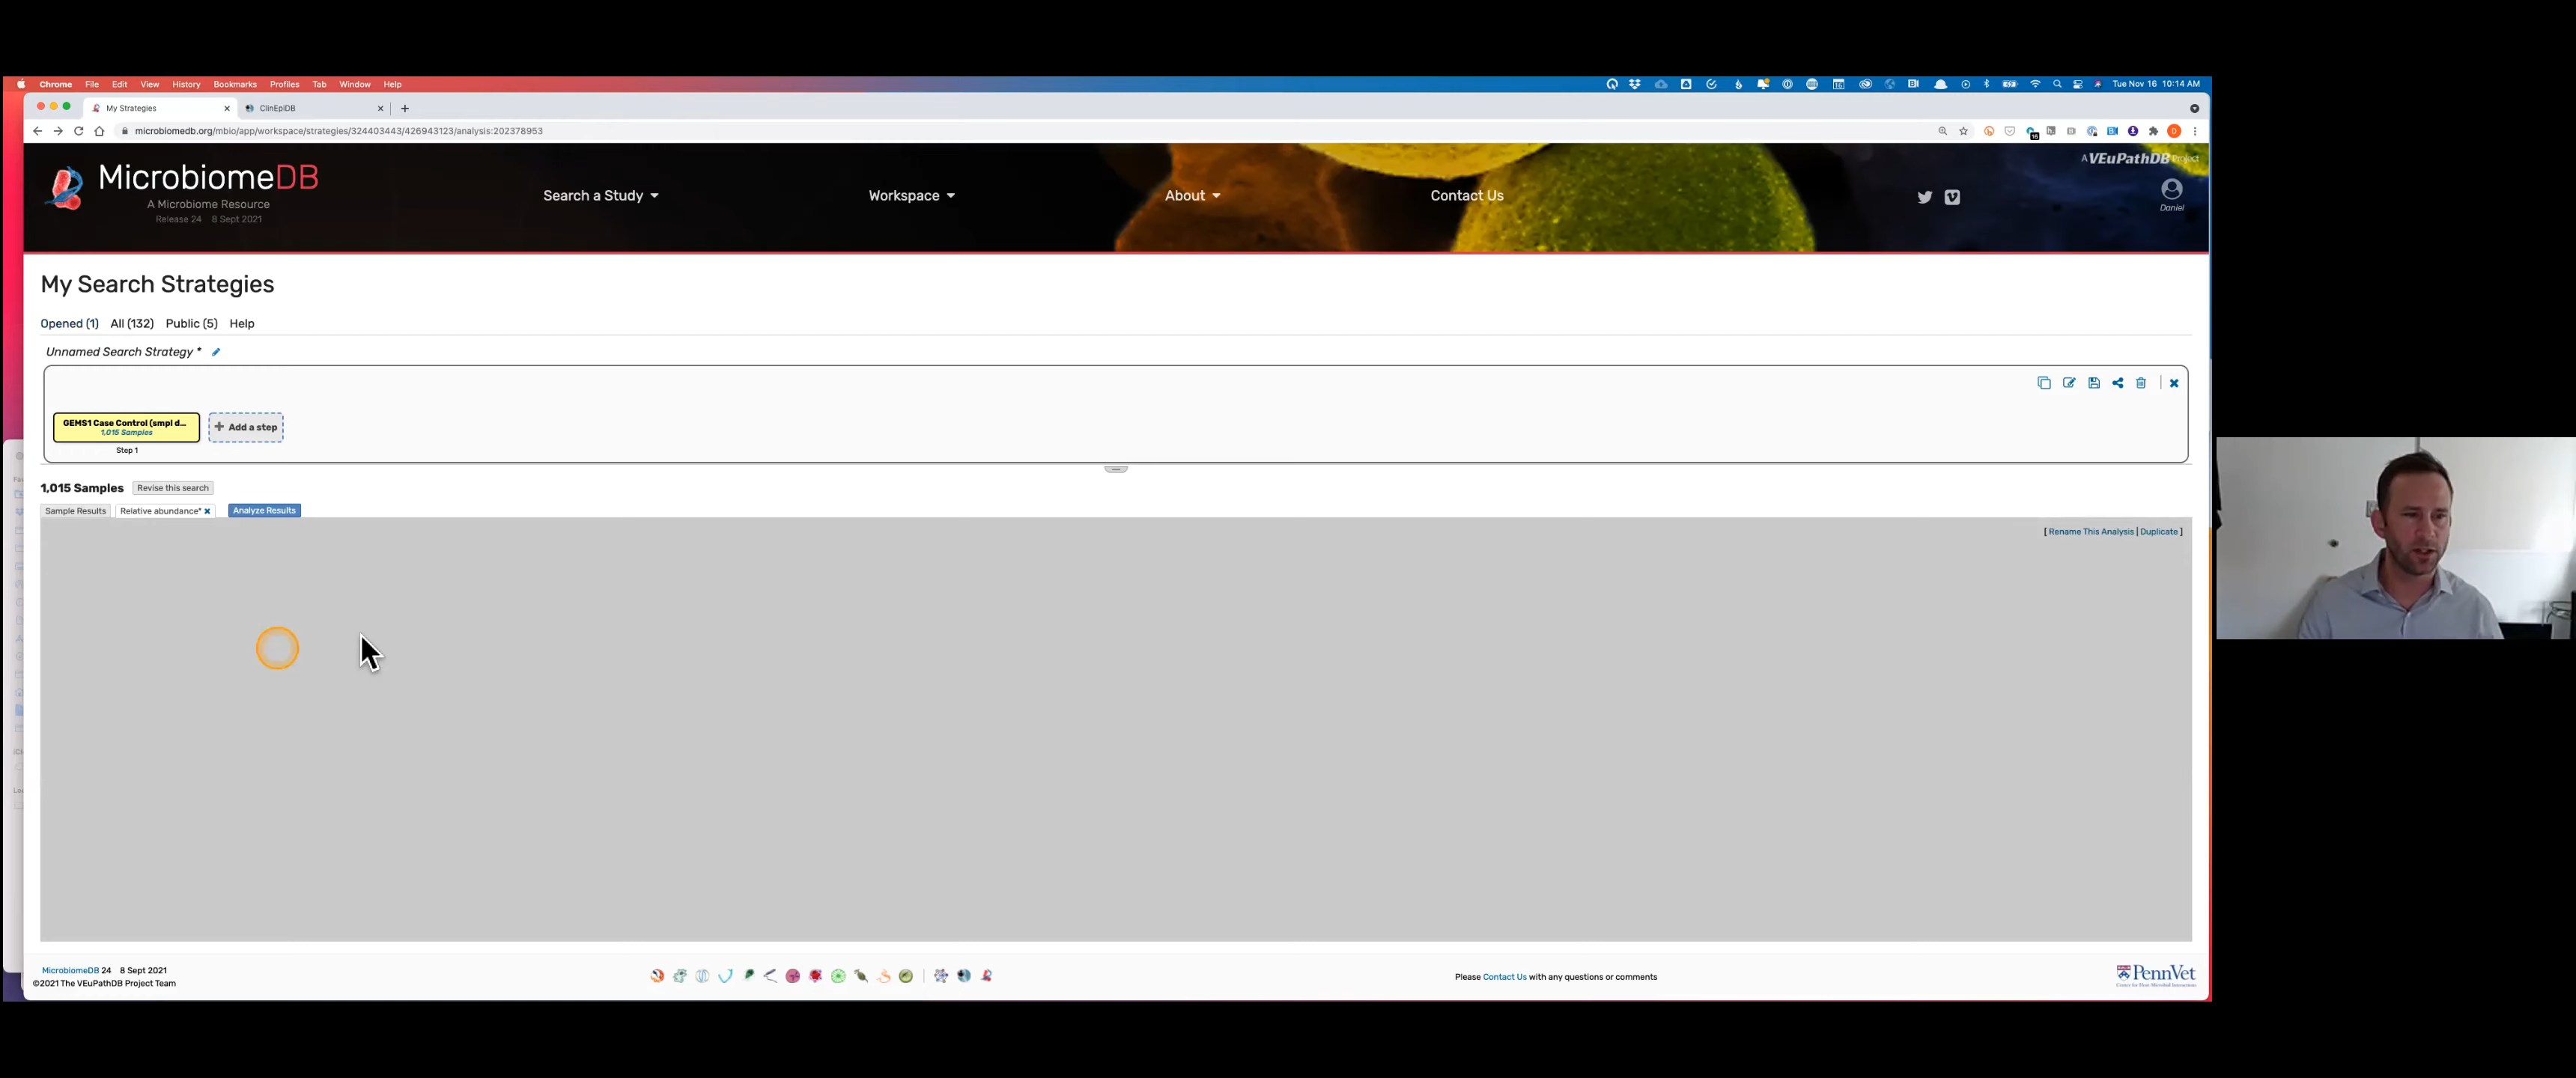 Chrome File Edit View History Bookmarks Profiles Tab Window Help
Tue Nov 16 10:14 AM
My Strategies
ClinEpiDB
microbiomedb.org/mbio/app/workspace/strategies/324403443/426943123/analysis:202378953
MicrobiomeDB
A Microbiome Resource
Release 24 8 Sept 2021
Search a Study
Workspace
About
Contact Us
A VEuPathDB Project
Daniel
My Search Strategies
Opened (1) All (132) Public (5) Help
Unnamed Search Strategy *
GEMS1 Case Control (smpl d...
1,015 Samples
Step 1
+ Add a step
1,015 Samples Revise this search
Sample Results Relative abundance* Analyze Results
[ Rename This Analysis | Duplicate ]
MicrobiomeDB 24 8 Sept 2021
©2021 The VEuPathDB Project Team
Please Contact Us with any questions or comments
PennVet